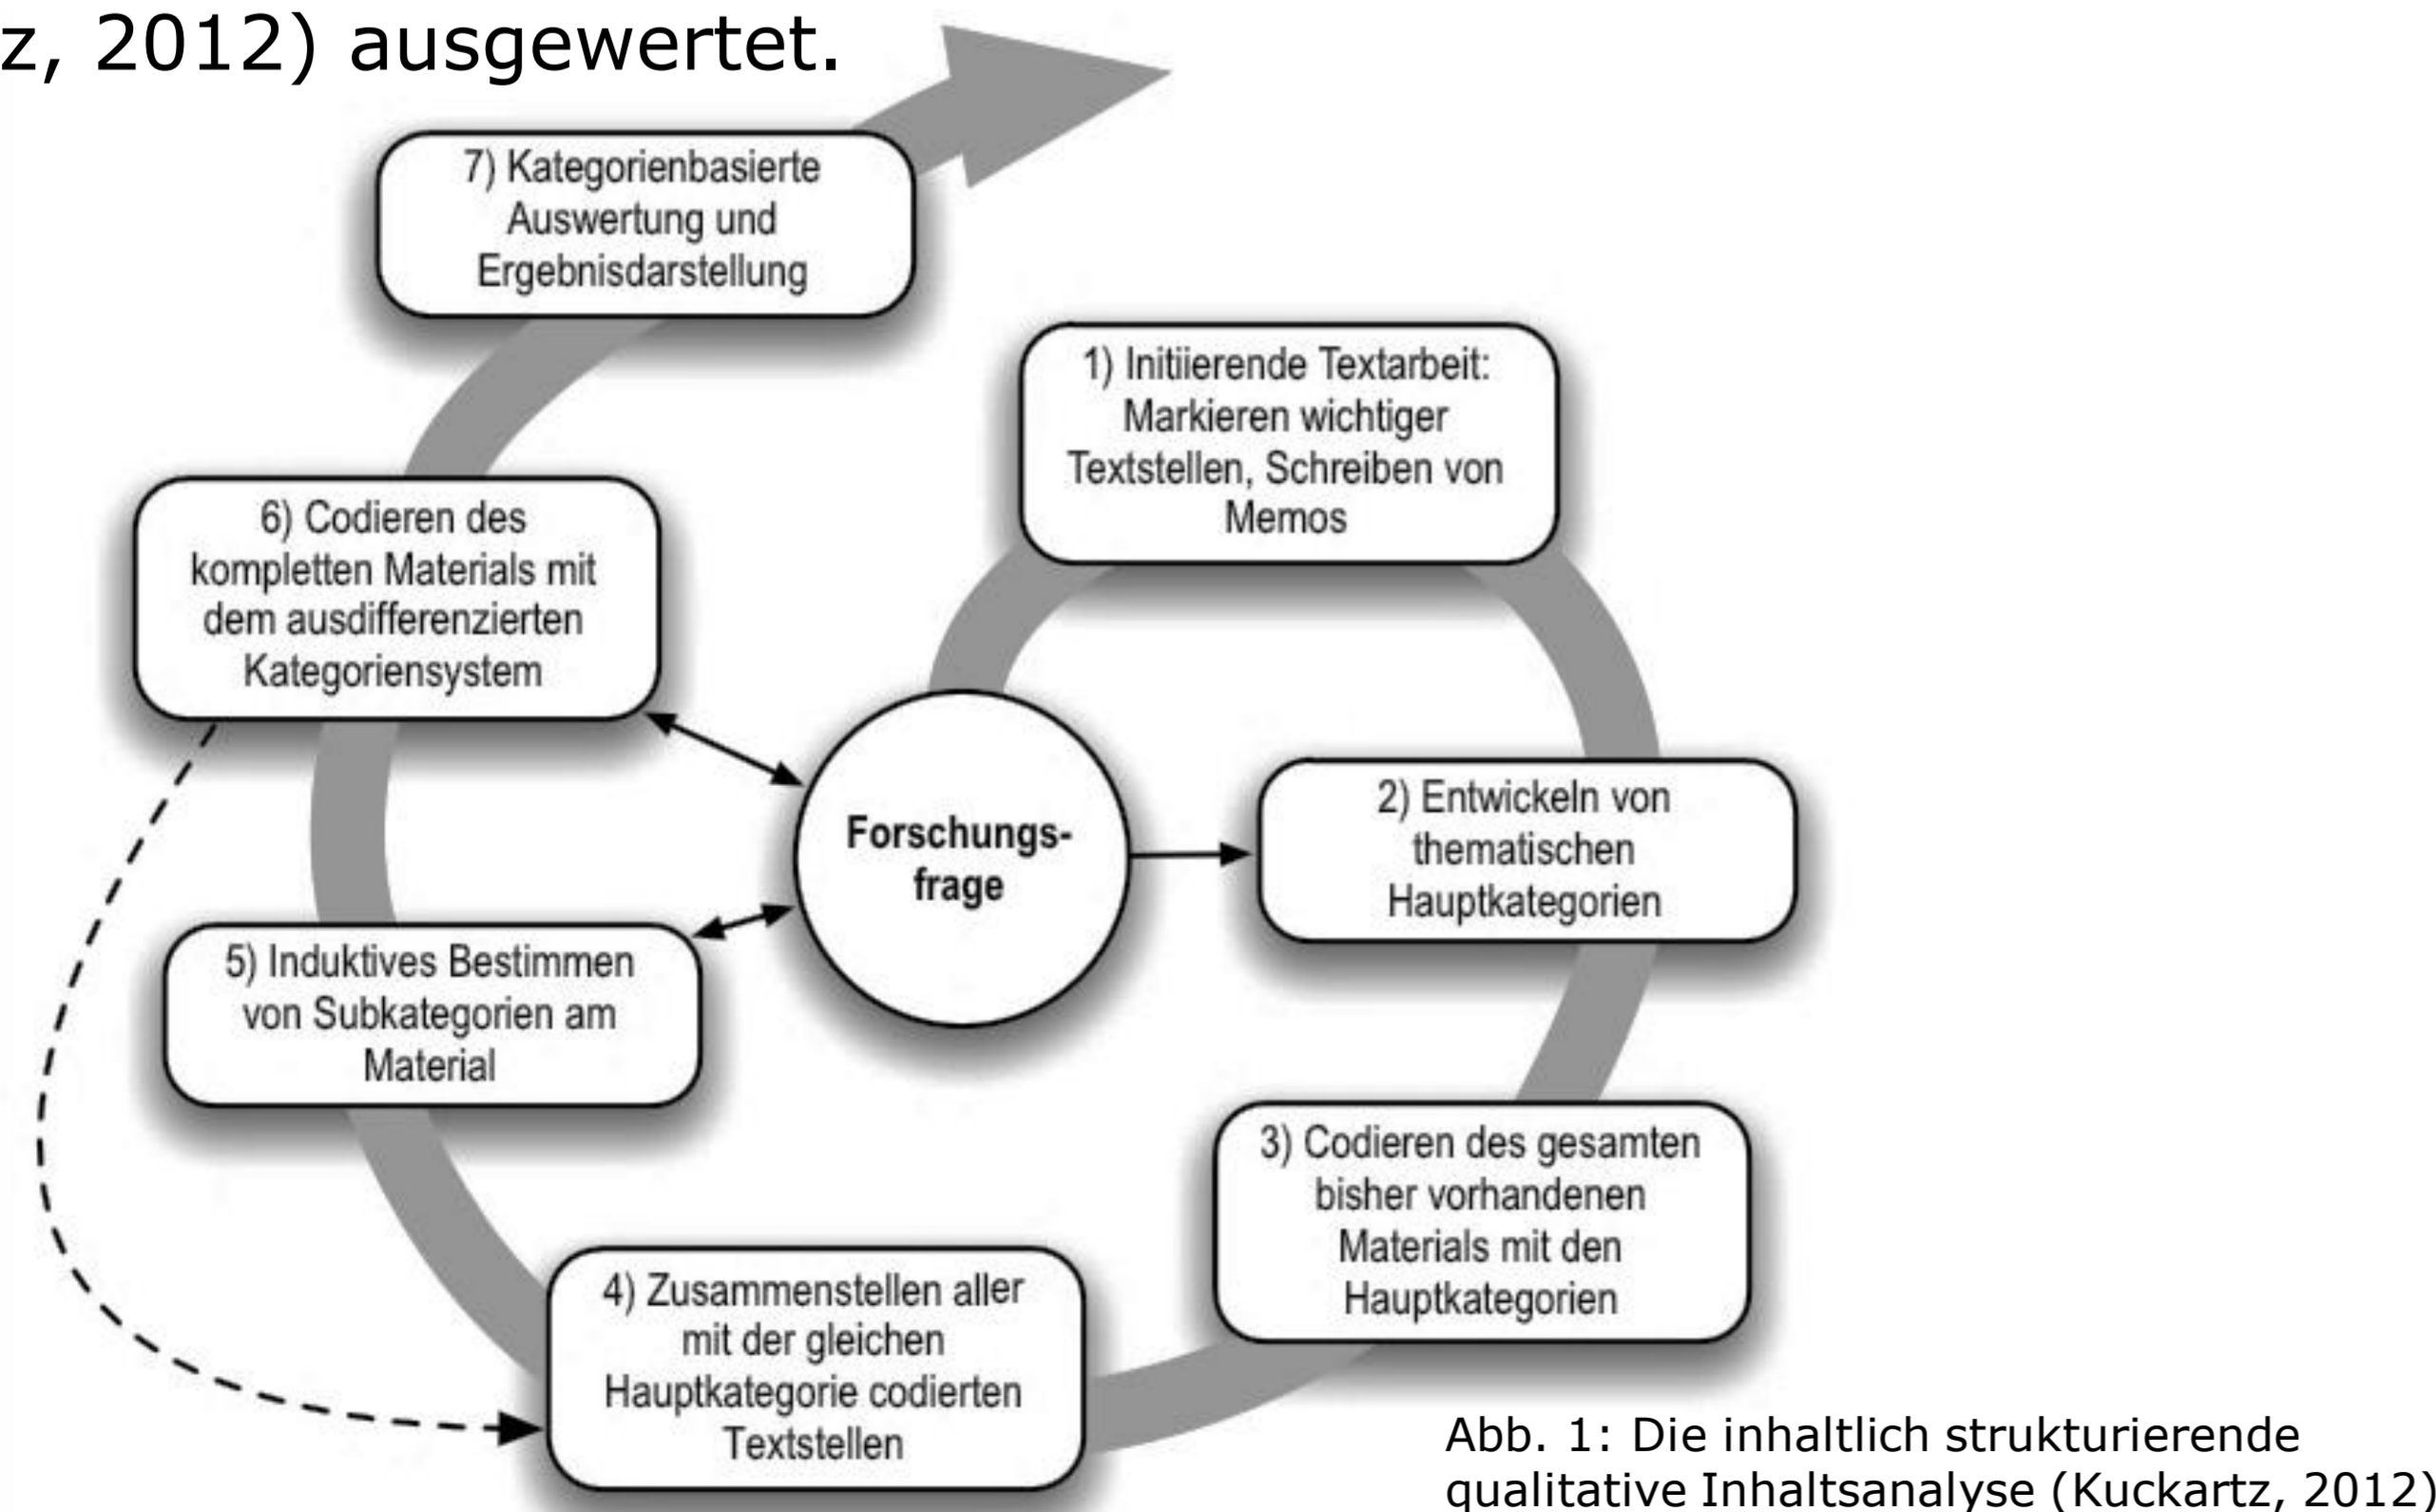 z, 2012) ausgewertet.
7) Kategorienbasierte
Auswertung und
Ergebnisdarstellung
1) Initiierende Textarbeit:
Markieren wichtiger
Textstellen, Schreiben von
Memos
6) Codieren des
kompletten Materials mit
dem ausdifferenzierten
Kategoriensystem
2) Entwickeln von
thematischen
Hauptkategorien
Forschungs-
frage
5) Induktives Bestimmen
von Subkategorien am
Material
3) Codieren des gesamten
bisher vorhandenen
Materials mit den
Hauptkategorien
4) Zusammenstellen aller
mit der gleichen
Hauptkategorie codierten
Textstellen
Abb. 1: Die inhaltlich strukturierende
qualitative Inhaltsanalyse (Kuckartz, 2012)